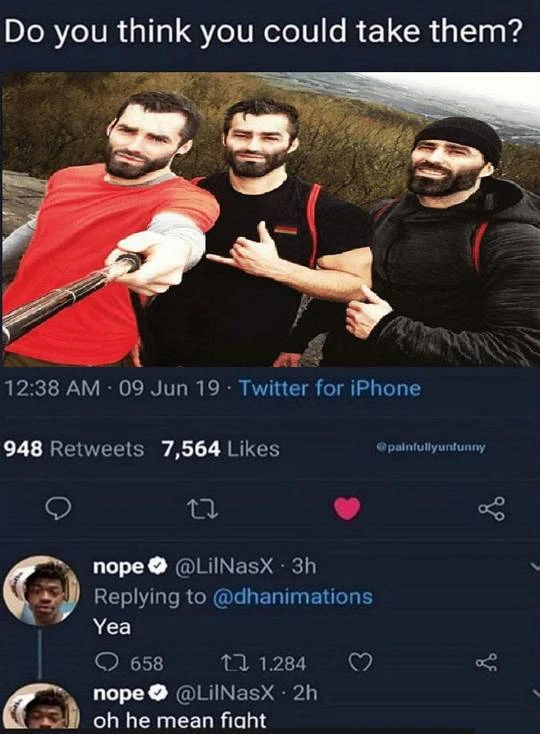 Do you think you could take them?
12:38 AM · 09 Jun 19 · Twitter for iPhone
948 Retweets 7,564 Likes
@painfullyunfunny
nope @LilNasX · 3h
Replying to @dhanimations
Yea
658 1.284
nope @LilNasX · 2h
oh he mean fight